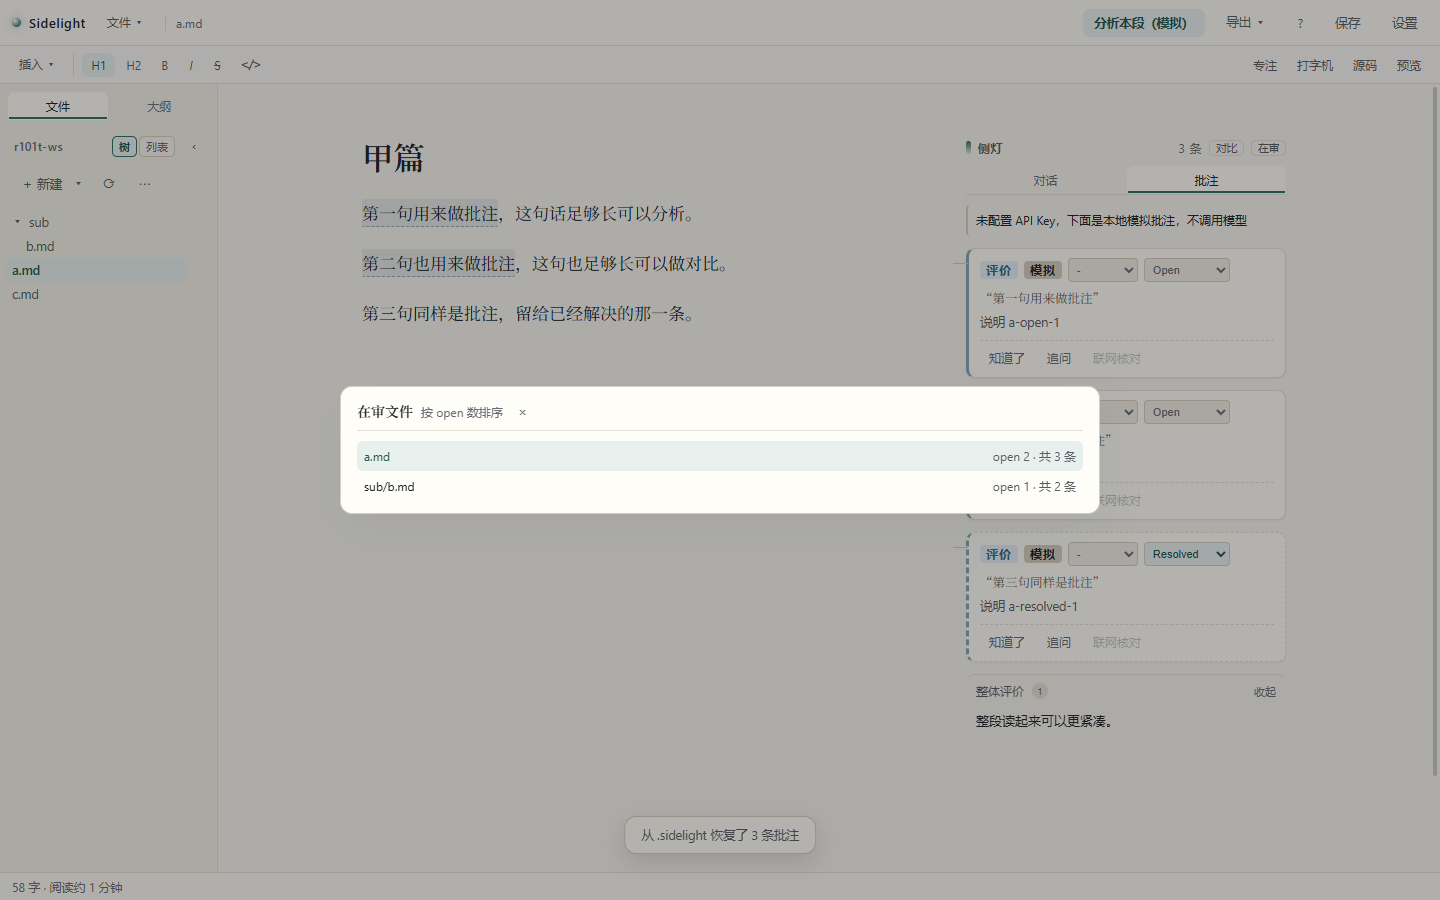 Sidelight 文件 ▾ a.md 分析本段（模拟） 导出 ▾ ? 保存 设置
插入 ▾ H1 H2 B I S </> 专注 打字机 源码 预览
文件 大纲
r101t-ws 树 列表 ‹
+ 新建 ▾ ⟳ ···
▾ sub
b.md
a.md
c.md
甲篇
第一句用来做批注，这句话足够长可以分析。
第二句也用来做批注，这句也足够长可以做对比。
第三句同样是批注，留给已经解决的那一条。
侧灯 3 条 对比 在审
对话 批注
未配置 API Key，下面是本地模拟批注，不调用模型
评价 模拟 - Open
“第一句用来做批注”
说明 a-open-1
知道了 追问 联网核对
Open
注”
联网核对
在审文件 按 open 数排序 ×
a.md open 2 · 共 3 条
sub/b.md open 1 · 共 2 条
评价 模拟 - Resolved
“第三句同样是批注”
说明 a-resolved-1
知道了 追问 联网核对
整体评价 1 收起
整段读起来可以更紧凑。
从 .sidelight 恢复了 3 条批注
58 字 · 阅读约 1 分钟